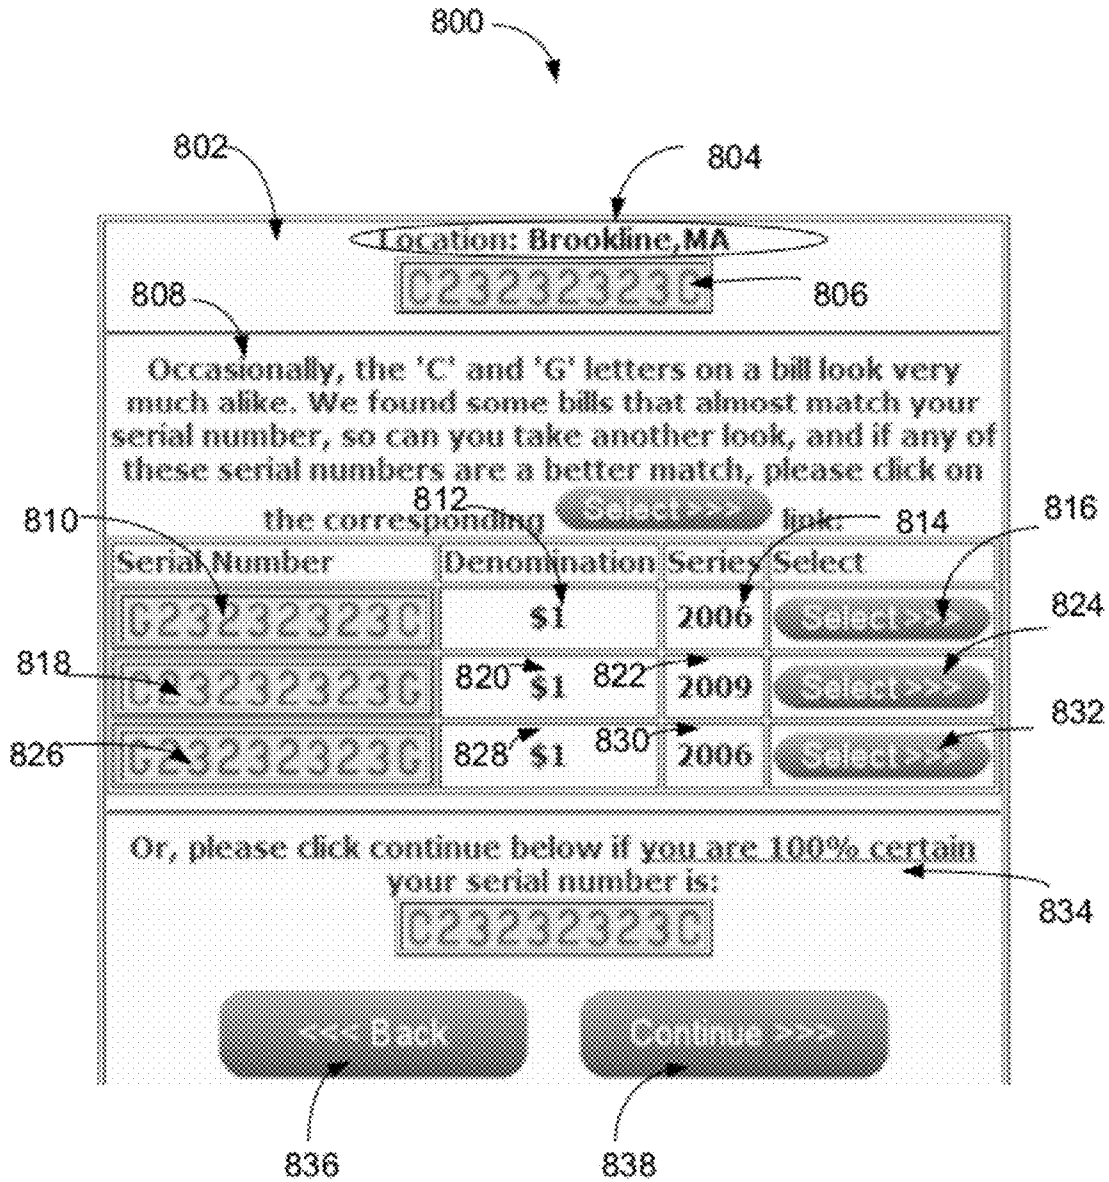 800
802
804
Location: Brookline,MA
C23232323C
806
808
Occasionally, the 'C' and 'G' letters on a bill look very
much alike. We found some bills that almost match your
serial number, so can you take another look, and if any of
these serial numbers are a better match, please click on
the corresponding Select >>> link:
810
812
814
816
Serial Number Denomination Series Select
G23232323C $1 2006 Select >>>
824
818
820
822
C23232323G $1 2009 Select >>>
832
826
828
830
G23232323G $1 2006 Select >>>
Or, please click continue below if you are 100% certain
your serial number is:
834
C23232323C
<<< Back Continue >>>
836
838